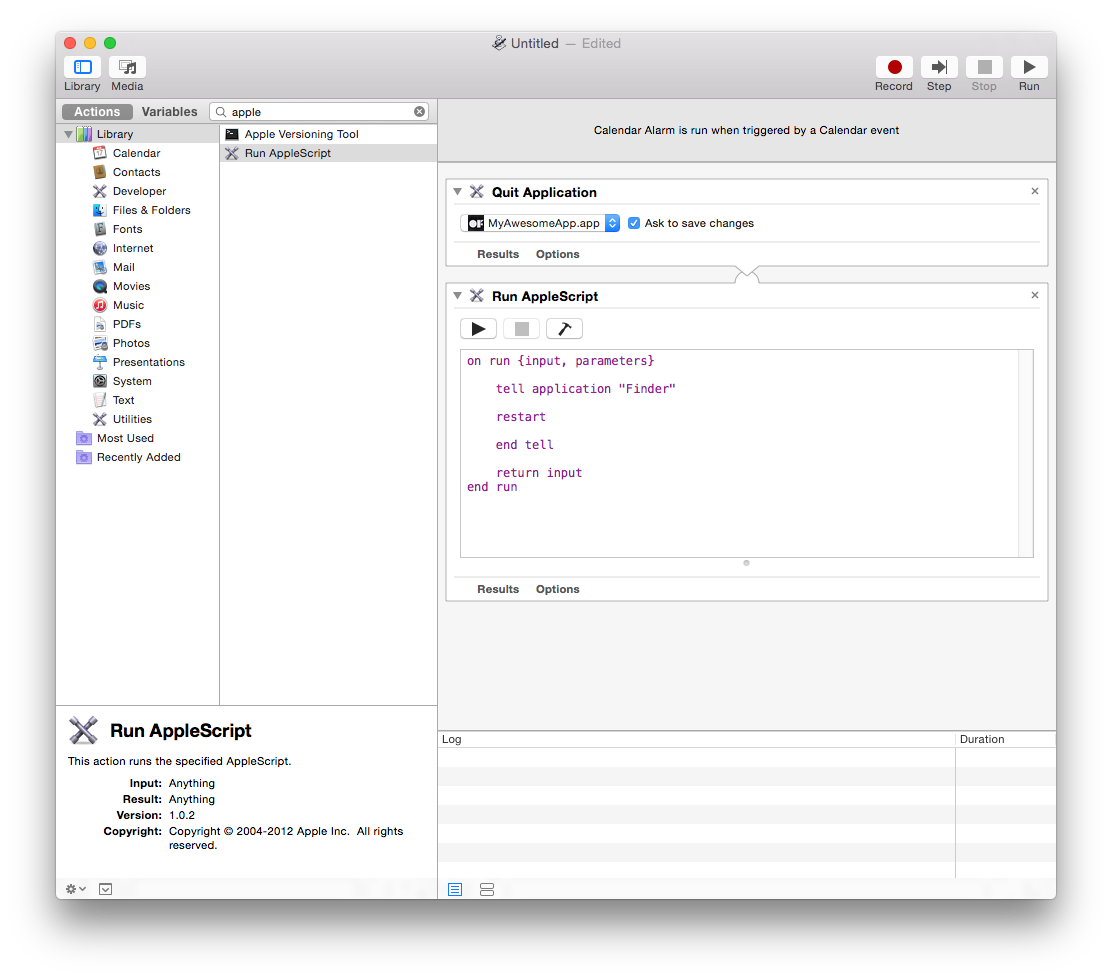 Untitled — Edited
Library Media
Record Step Stop Run
Actions Variables apple
Library
Calendar
Contacts
Developer
Files & Folders
Fonts
Internet
Mail
Movies
Music
PDFs
Photos
Presentations
System
Text
Utilities
Most Used
Recently Added
Apple Versioning Tool
Run AppleScript
Calendar Alarm is run when triggered by a Calendar event
Quit Application
OF MyAwesomeApp.app Ask to save changes
Results Options
Run AppleScript
on run {input, parameters}
tell application "Finder"
restart
end tell
return input
end run
Results Options
Run AppleScript
This action runs the specified AppleScript.
Input: Anything
Result: Anything
Version: 1.0.2
Copyright: Copyright © 2004-2012 Apple Inc. All rights
reserved.
Log Duration